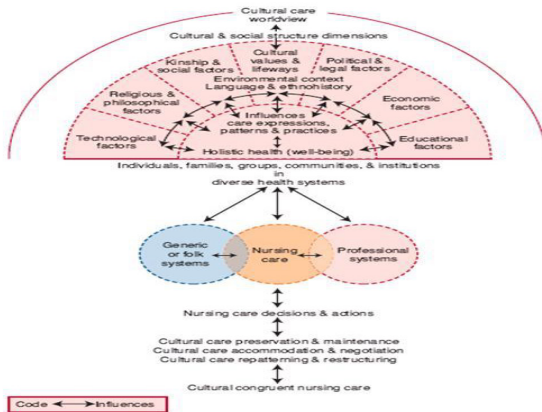 Cultural care
worldview
Cultural & social structure dimensions
Kinship &
social factors
Cultural
values &
lifeways
Political &
legal factors
Environmental context
Language & ethnohistory
Religious &
philosophical
factors
Economic
factors
Influences
care expressions,
patterns & practices
Technological
factors
Holistic health (well-being)
Educational
factors
Individuals, families, groups, communities, & institutions
in
diverse health systems
Generic
or folk
systems
Nursing
care
Professional
systems
Nursing care decisions & actions
Cultural care preservation & maintenance
Cultural care accommodation & negotiation
Cultural care repatterning & restructuring
Cultural congruent nursing care
Code Influences